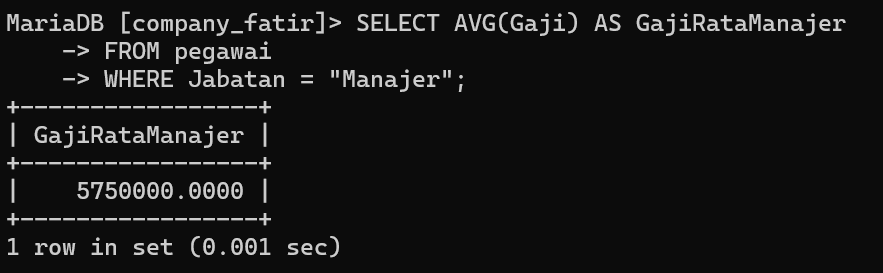 MariaDB [company_fatir]> SELECT AVG(Gaji) AS GajiRataManajer
    -> FROM pegawai
    -> WHERE Jabatan = "Manajer";
+-----------------+
| GajiRataManajer |
+-----------------+
|    5750000.0000 |
+-----------------+
1 row in set (0.001 sec)